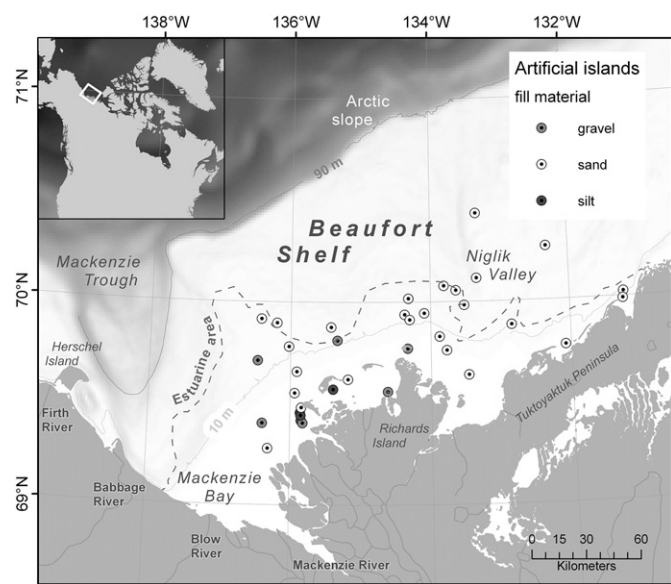 138°W
136°W
134°W
132°W
71°N
70°N
69°N
Artificial islands
fill material
gravel
sand
silt
Arctic
slope
90 m
Beaufort
Shelf
Mackenzie
Trough
Niglik
Valley
Herschel
Island
Estuarine area
10 m
Firth
River
Babbage
River
Mackenzie
Bay
Richards
Island
Tuktoyaktuk Peninsula
Blow
River
Mackenzie River
0 15 30 60
Kilometers